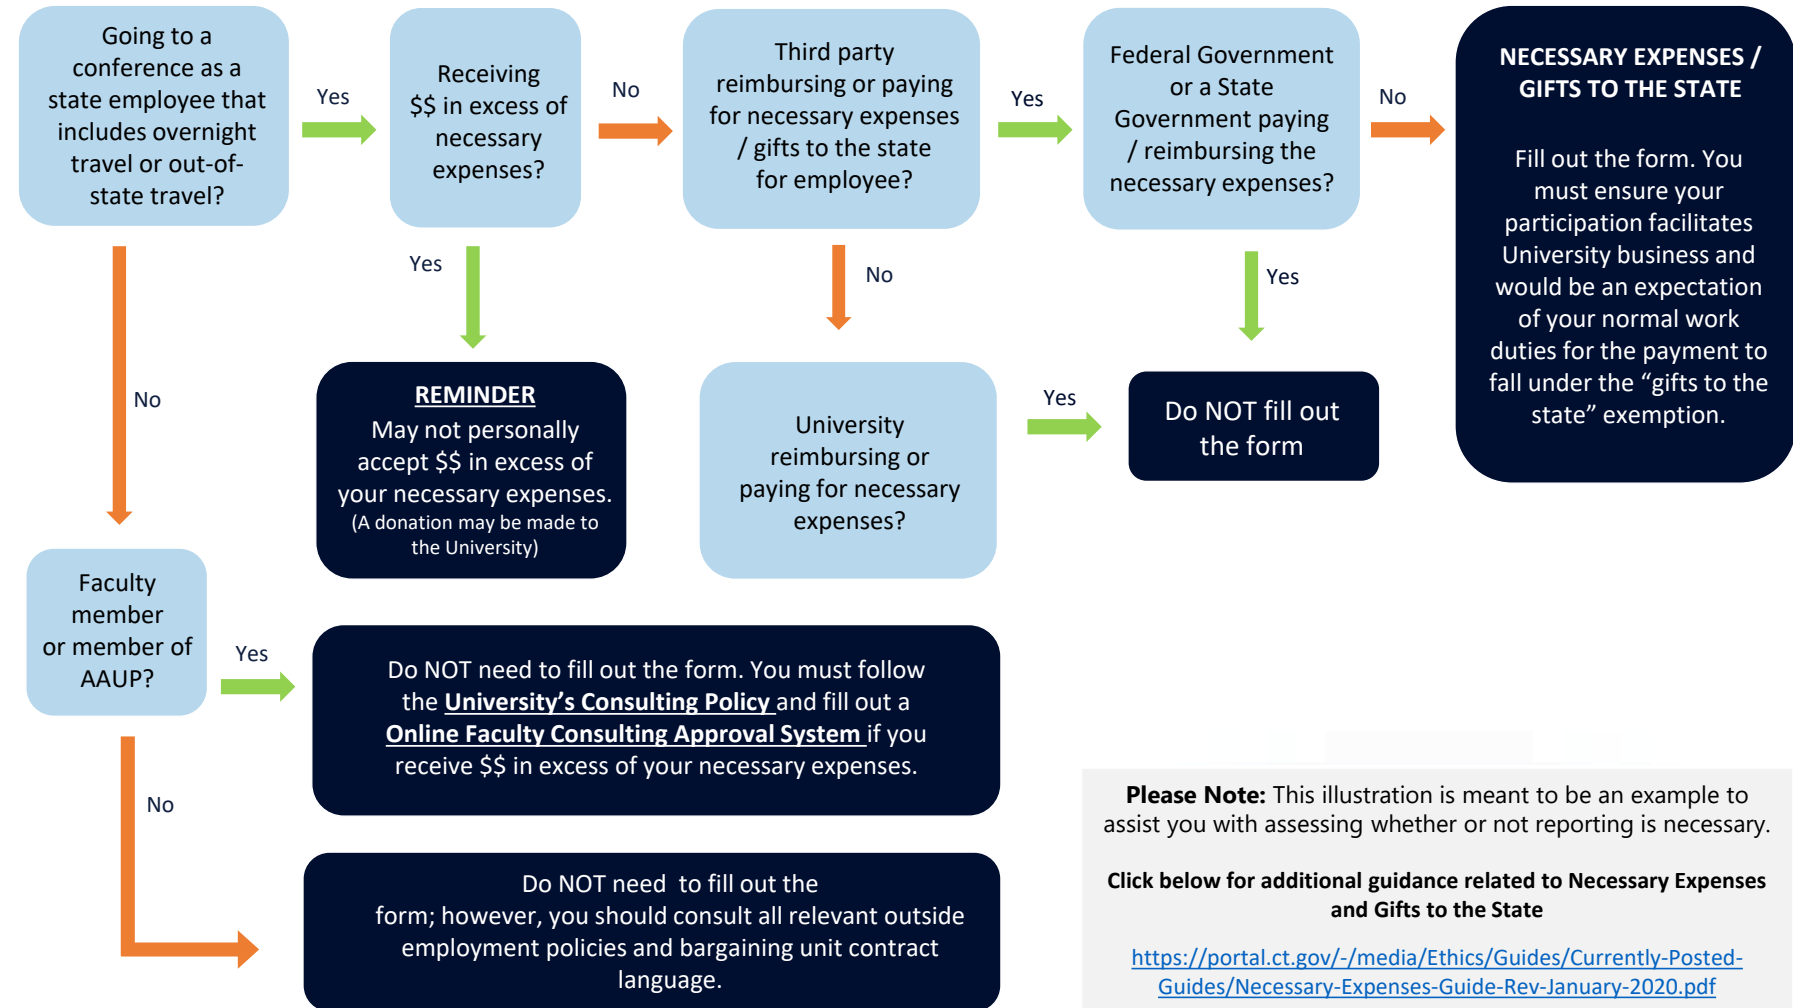 Going to a
conference as a
state employee that
includes overnight
travel or out-of-
state travel?
Yes
Receiving
$$ in excess of
necessary
expenses?
No
Third party
reimbursing or paying
for necessary expenses
/ gifts to the state
for employee?
Yes
Federal Government
or a State
Government paying
/ reimbursing the
necessary expenses?
No
NECESSARY EXPENSES /
GIFTS TO THE STATE
Fill out the form. You
must ensure your
participation facilitates
University business and
would be an expectation
of your normal work
duties for the payment to
fall under the “gifts to the
state” exemption.
Yes
No
Yes
No
REMINDER
May not personally
accept $$ in excess of
your necessary expenses.
(A donation may be made to
the University)
University
reimbursing or
paying for necessary
expenses?
Yes
Do NOT fill out
the form
Faculty
member
or member of
AAUP?
Yes
Do NOT need to fill out the form. You must follow
the University’s Consulting Policy and fill out a
Online Faculty Consulting Approval System if you
receive $$ in excess of your necessary expenses.
No
Do NOT need to fill out the
form; however, you should consult all relevant outside
employment policies and bargaining unit contract
language.
Please Note: This illustration is meant to be an example to
assist you with assessing whether or not reporting is necessary.
Click below for additional guidance related to Necessary Expenses
and Gifts to the State
https://portal.ct.gov/-/media/Ethics/Guides/Currently-Posted-
Guides/Necessary-Expenses-Guide-Rev-January-2020.pdf